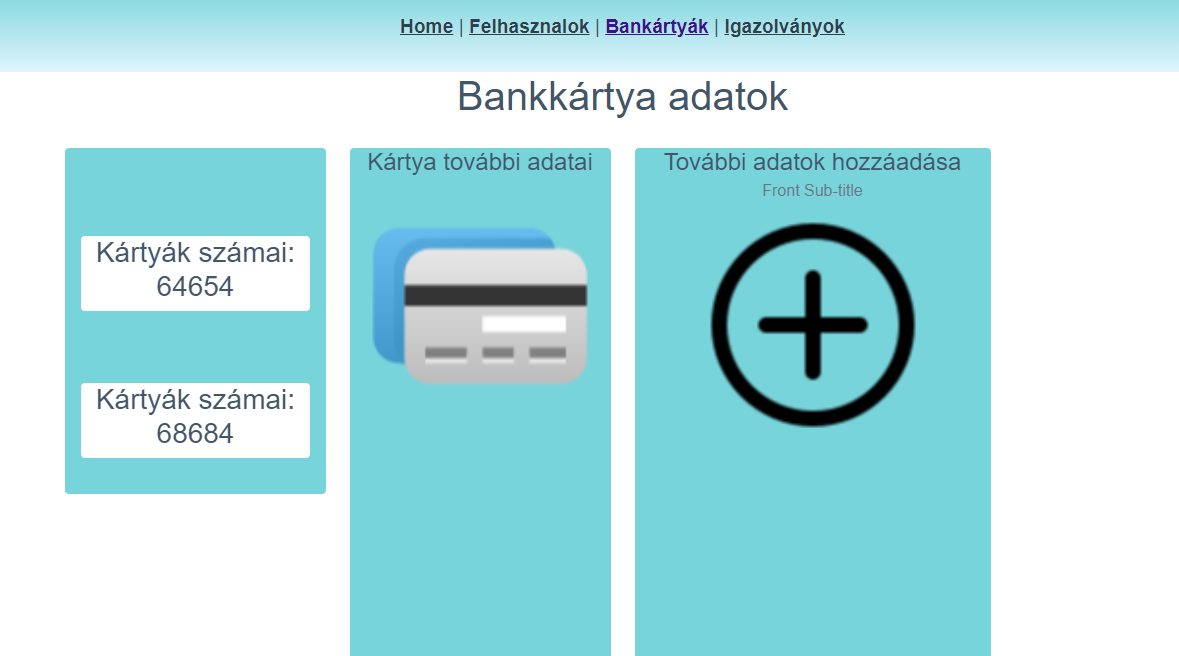 Home | Felhasznalok | Bankártyák | Igazolványok
Bankkártya adatok
Kártyák számai:
64654
Kártyák számai:
68684
Kártya további adatai
További adatok hozzáadása
Front Sub-title